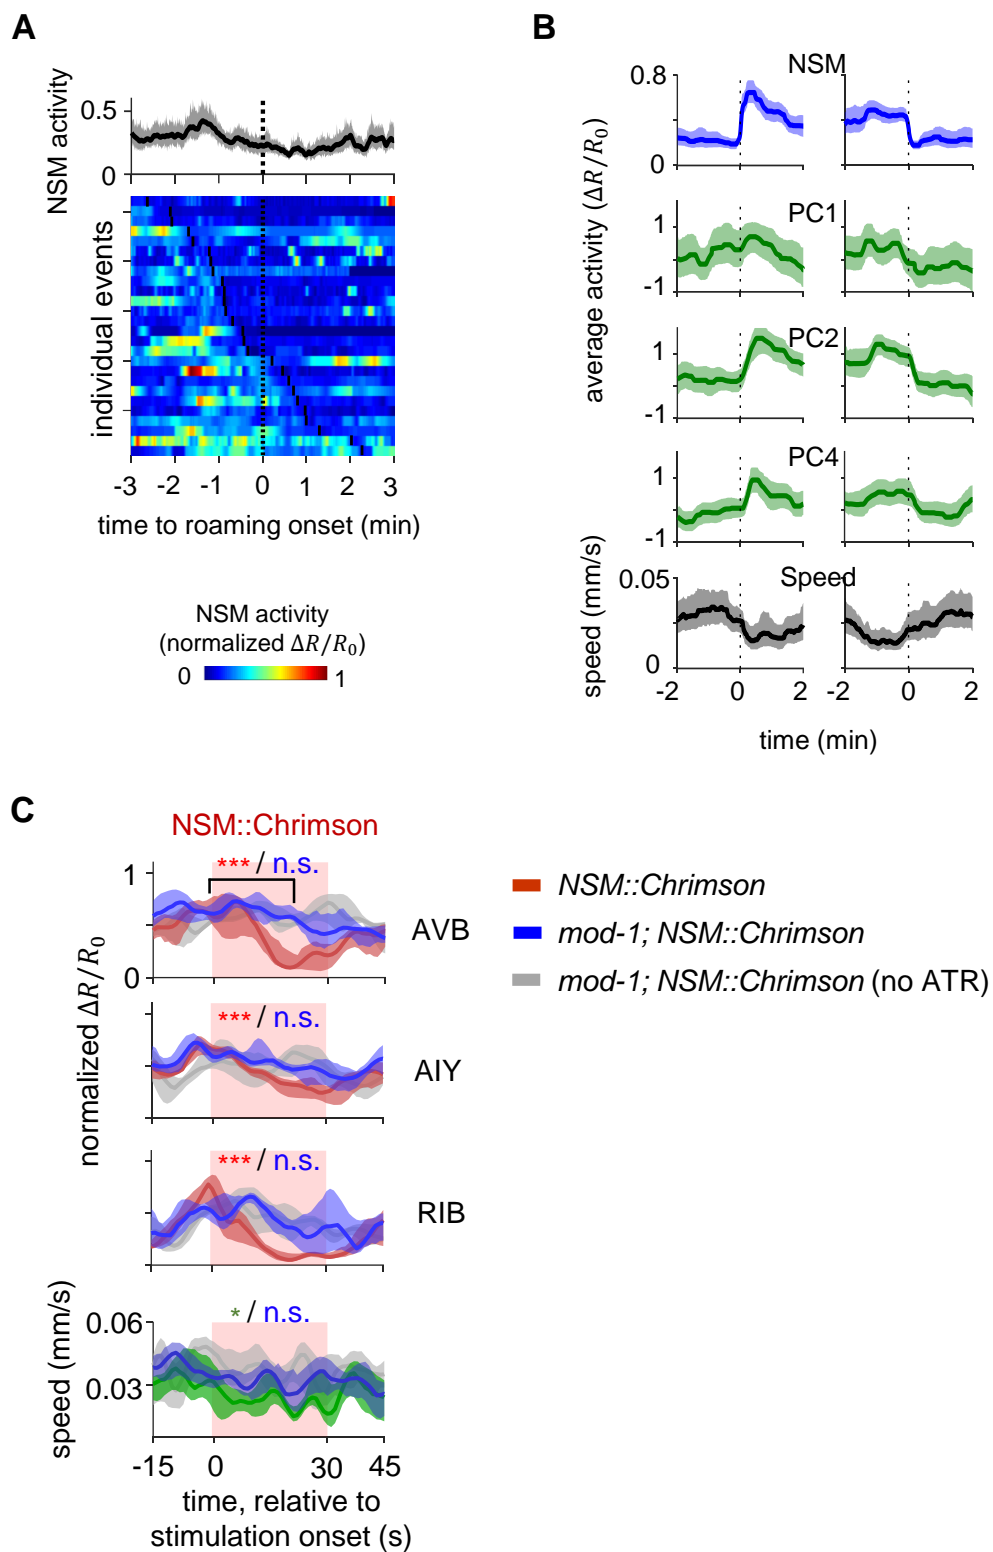 A
NSM activity
0.5
0
individual events
-3 -2 -1 0 1 2 3
time to roaming onset (min)
NSM activity
(normalized ΔR/R0)
0 1
B
average activity (ΔR/R0)
NSM
0.8
0
PC1
1
-1
PC2
1
-1
PC4
1
-1
speed (mm/s)
Speed
0.05
0
-2 0 2 -2 0 2
time (min)
C
NSM::Chrimson
normalized ΔR/R0
*** / n.s.
1
0
AVB
*** / n.s.
AIY
*** / n.s.
RIB
speed (mm/s)
* / n.s.
0.06
0.03
-15 0 30 45
time, relative to
stimulation onset (s)
NSM::Chrimson
mod-1; NSM::Chrimson
mod-1; NSM::Chrimson (no ATR)